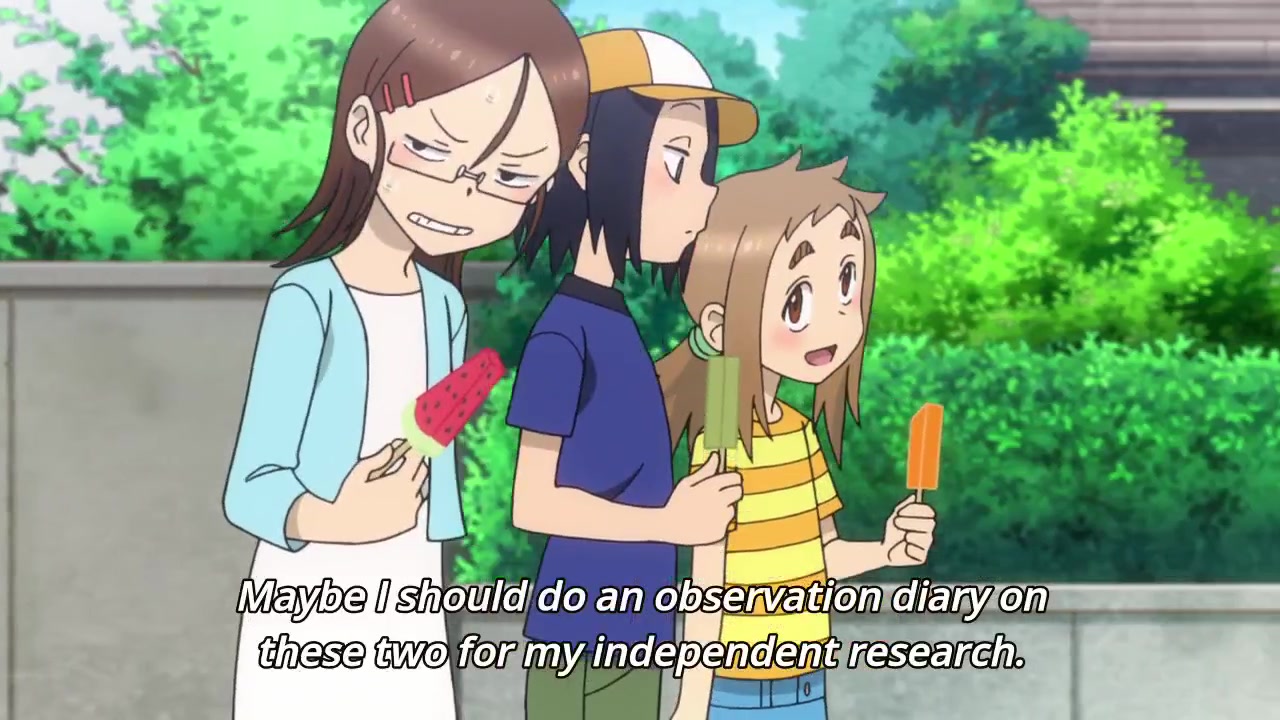 Maybe I should do an observation diary on
these two for my independent research.